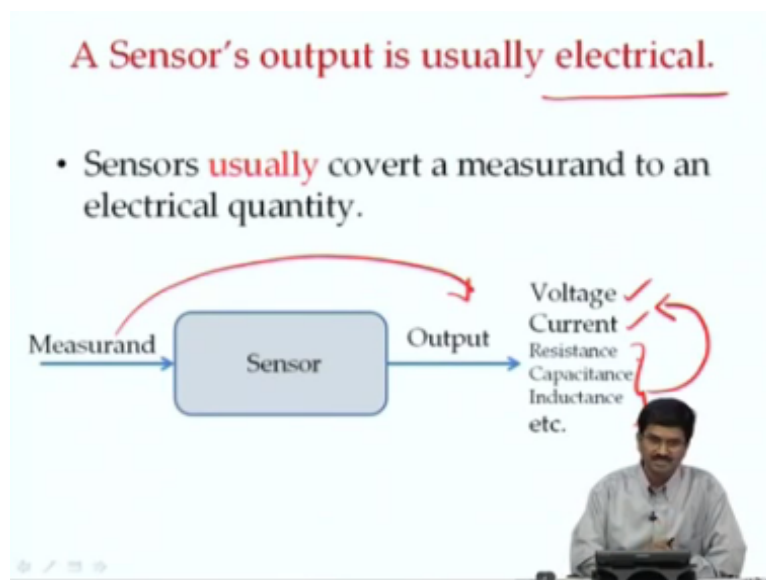 A Sensor's output is usually electrical.
• Sensors usually covert a measurand to an
electrical quantity.
Measurand
Sensor
Output
Voltage
Current
Resistance
Capacitance
Inductance
etc.